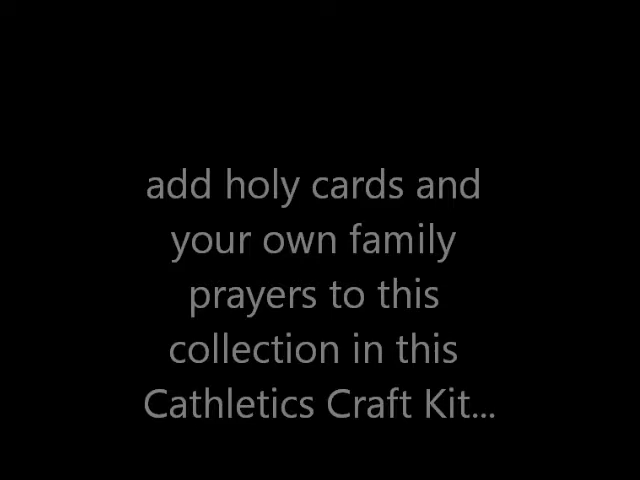 add holy cards and
your own family
prayers to this
collection in this
Cathletics Craft Kit...